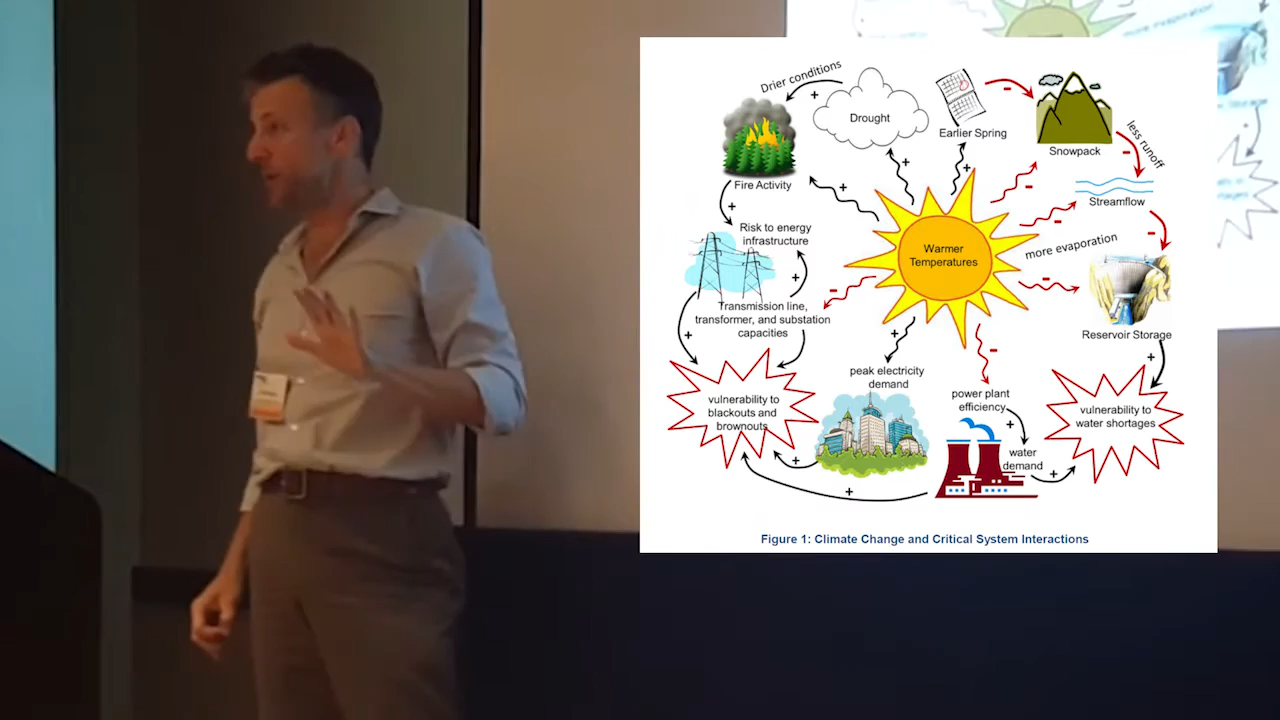 Drier conditions
+
Drought
-
Earlier Spring
Snowpack
less runoff
-
Fire Activity
+
+
+
-
Streamflow
+
Risk to energy
infrastructure
-
-
Warmer
Temperatures
more evaporation
+
-
-
Transmission line,
transformer, and substation
capacities
Reservoir Storage
+
+
-
+
peak electricity
demand
power plant
efficiency
vulnerability to
blackouts and
brownouts
vulnerability to
water shortages
+
+
water
demand
+
+
Figure 1: Climate Change and Critical System Interactions